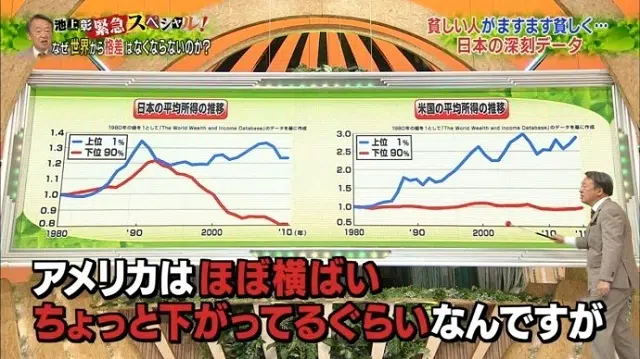 池上彰緊急スペシャル！
なぜ世界から格差はなくならないのか？
貧しい人がますます貧しく…
日本の深刻データ
日本の平均所得の推移
1980年の値を1として「The World Wealth and Income Database」のデータを基に作成
上位 1%
下位 90%
1.4
1.3
1.2
1.1
1.0
0.9
0.8
1980
1990
2000
'10(年)
米国の平均所得の推移
1980年の値を1として「The World Wealth and Income Database」のデータを基に作成
上位 1%
下位 90%
3.0
2.5
2.0
1.5
1.0
0.5
1980
1990
2000
アメリカは ほぼ横ばい
ちょっと下がってるぐらいなんですが